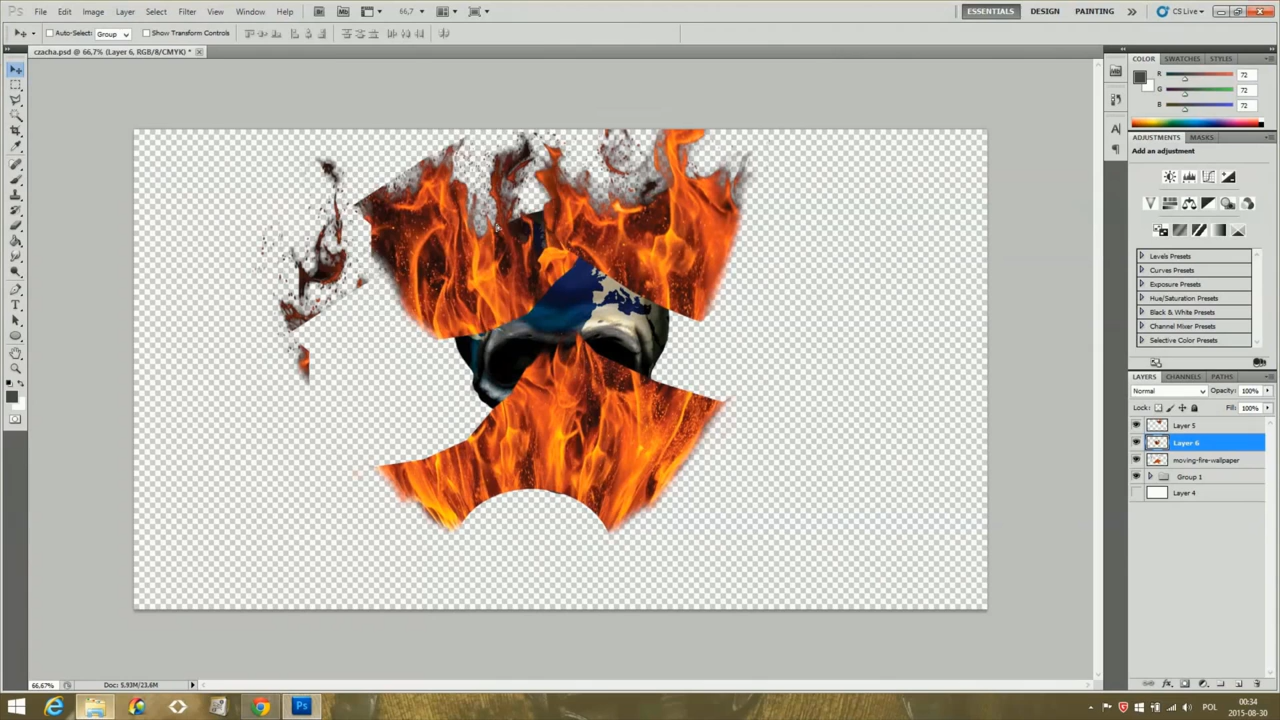 Ps File Edit Image Layer Select Filter View Window Help Mb 66,7 ESSENTIALS DESIGN PAINTING CS Live
Auto-Select: Group Show Transform Controls
czacha.psd @ 66,7% (Layer 6, RGB/8/CMYK) *
COLOR SWATCHES STYLES
R 72
G 72
B 72
ADJUSTMENTS MASKS
Add an adjustment
Levels Presets
Curves Presets
Exposure Presets
Hue/Saturation Presets
Black & White Presets
Channel Mixer Presets
Selective Color Presets
LAYERS CHANNELS PATHS
Normal Opacity: 100%
Lock: Fill: 100%
Layer 5
Layer 6
moving-fire-wallpaper
Group 1
Layer 4
66,67% Doc: 5.93M/23.6M
Ps POL 00:34
2015-08-30